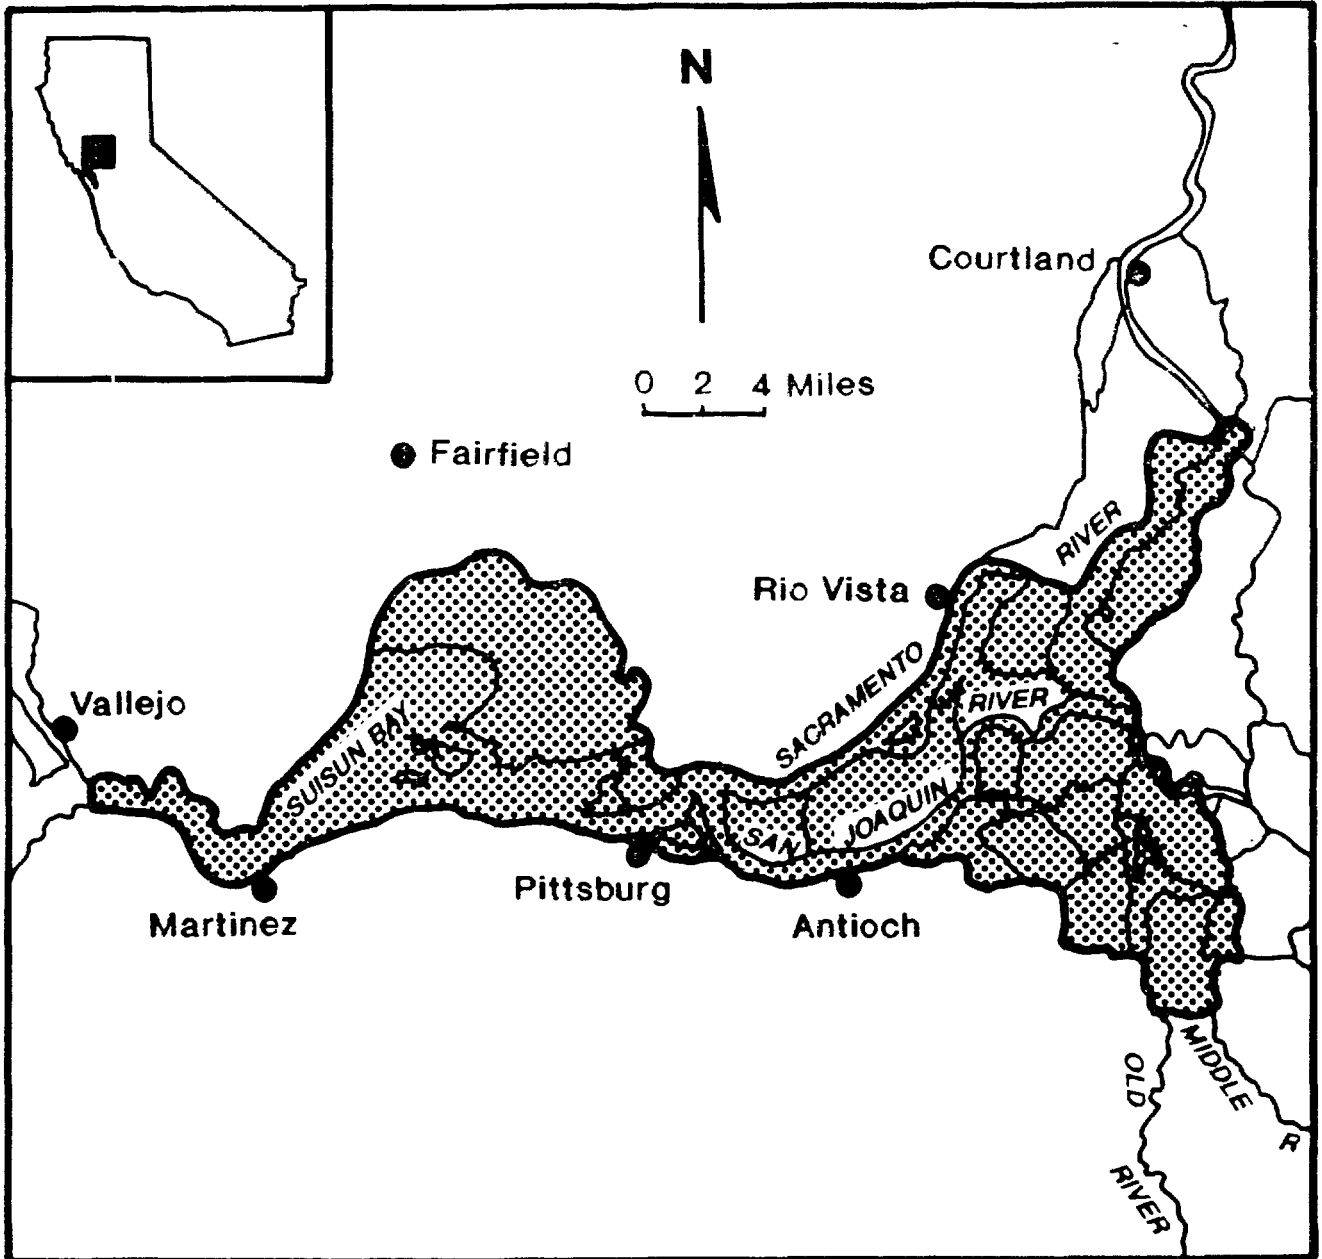 N
Courtland
0 2 4 Miles
Fairfield
RIVER
Rio Vista
SACRAMENTO
RIVER
Vallejo
SUISUN BAY
SAN
JOAQUIN
Pittsburg
Martinez
Antioch
MIDDLE
R
OLD
RIVER